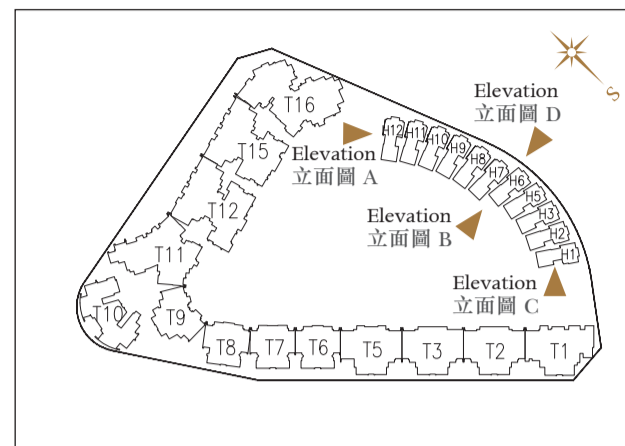 S
Elevation
立面圖 D
T16
H12
H11
H10
H9
H8
H7
H6
H5
H3
H2
H1
Elevation
立面圖 A
T15
Elevation
立面圖 B
T12
T11
Elevation
立面圖 C
T10
T9
T8
T7
T6
T5
T3
T2
T1